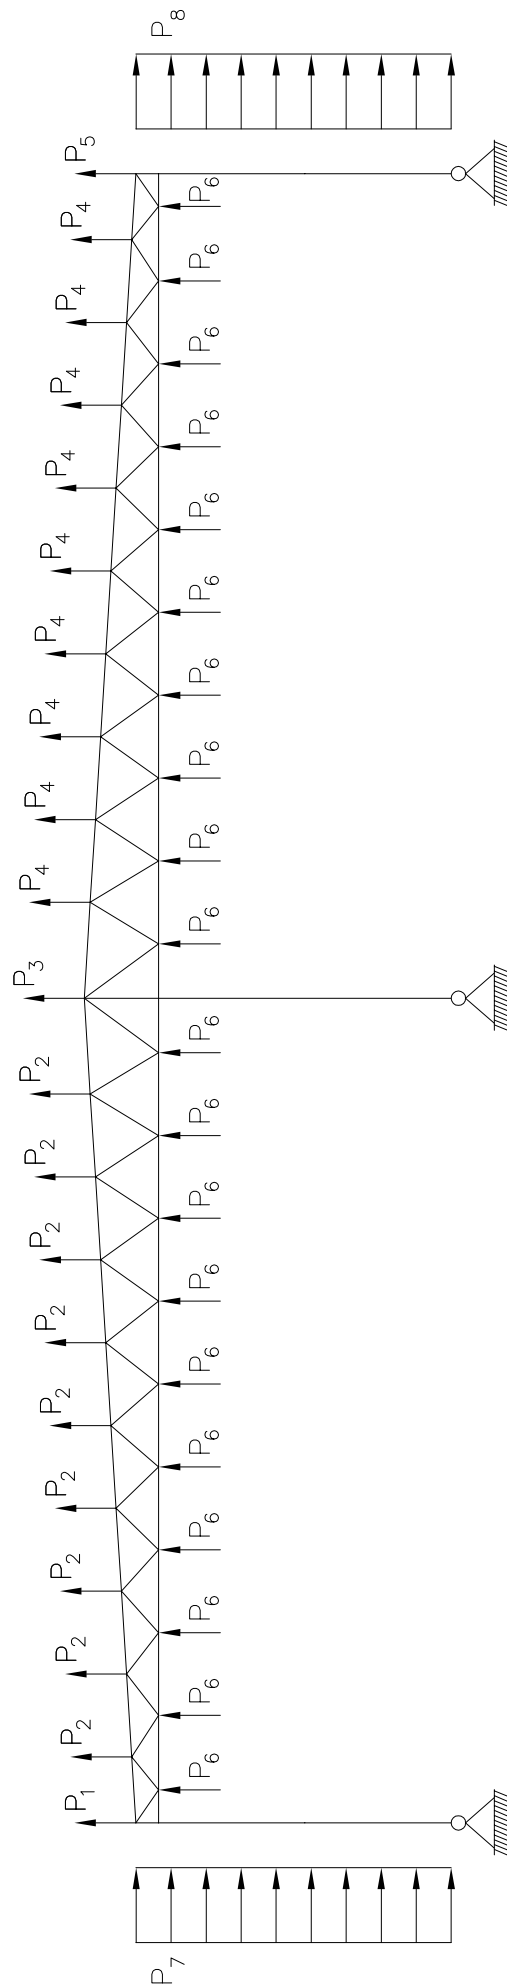 P₁ P₂ P₂ P₂ P₂ P₂ P₂ P₂ P₂ P₂ P₃ P₄ P₄ P₄ P₄ P₄ P₄ P₄ P₄ P₄ P₅
P₇ P₈
P₆ P₆ P₆ P₆ P₆ P₆ P₆ P₆ P₆ P₆ P₆ P₆ P₆ P₆ P₆ P₆ P₆ P₆ P₆ P₆